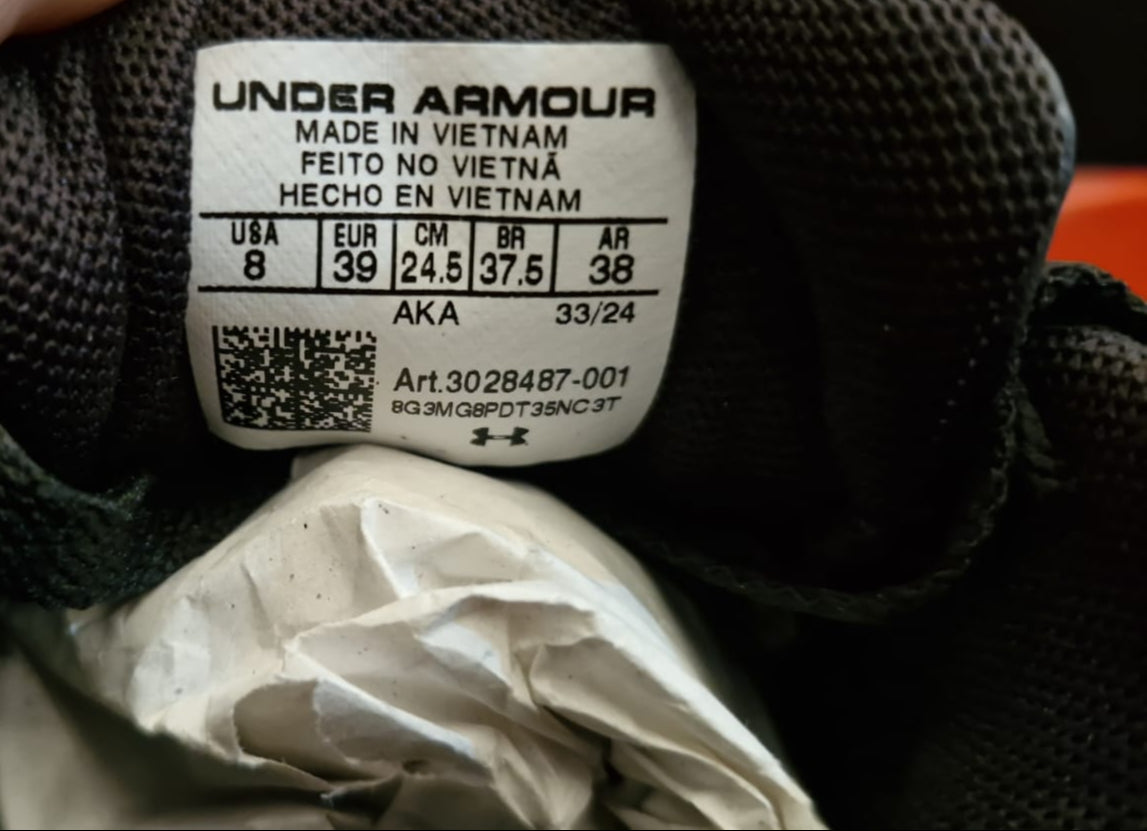 UNDER ARMOUR
MADE IN VIETNAM
FEITO NO VIETNÃ
HECHO EN VIETNAM
USA EUR CM BR AR
8 39 24.5 37.5 38
AKA 33/24
Art.3028487-001
8G3MG8PDT35NC3T